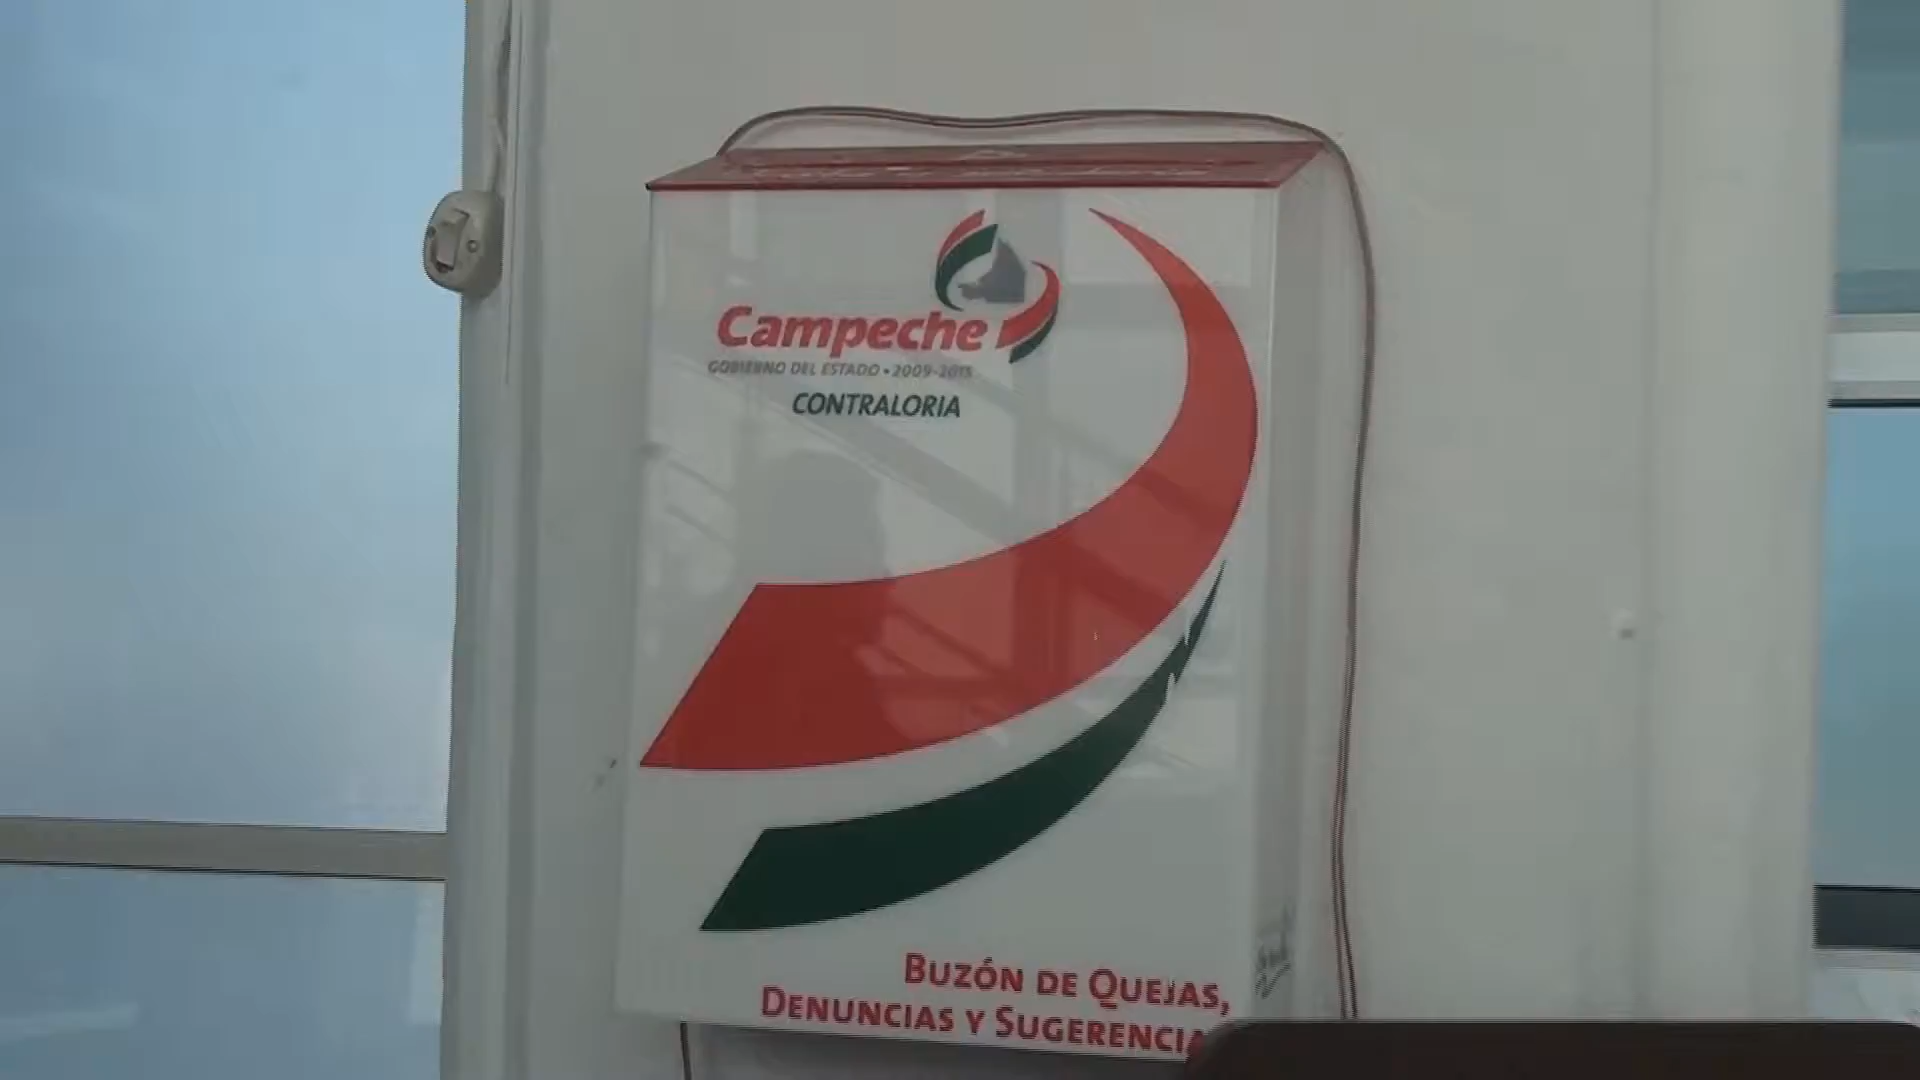 Campeche
GOBIERNO DEL ESTADO • 2009-2015
CONTRALORIA
BUZÓN DE QUEJAS,
DENUNCIAS Y SUGERENCIA